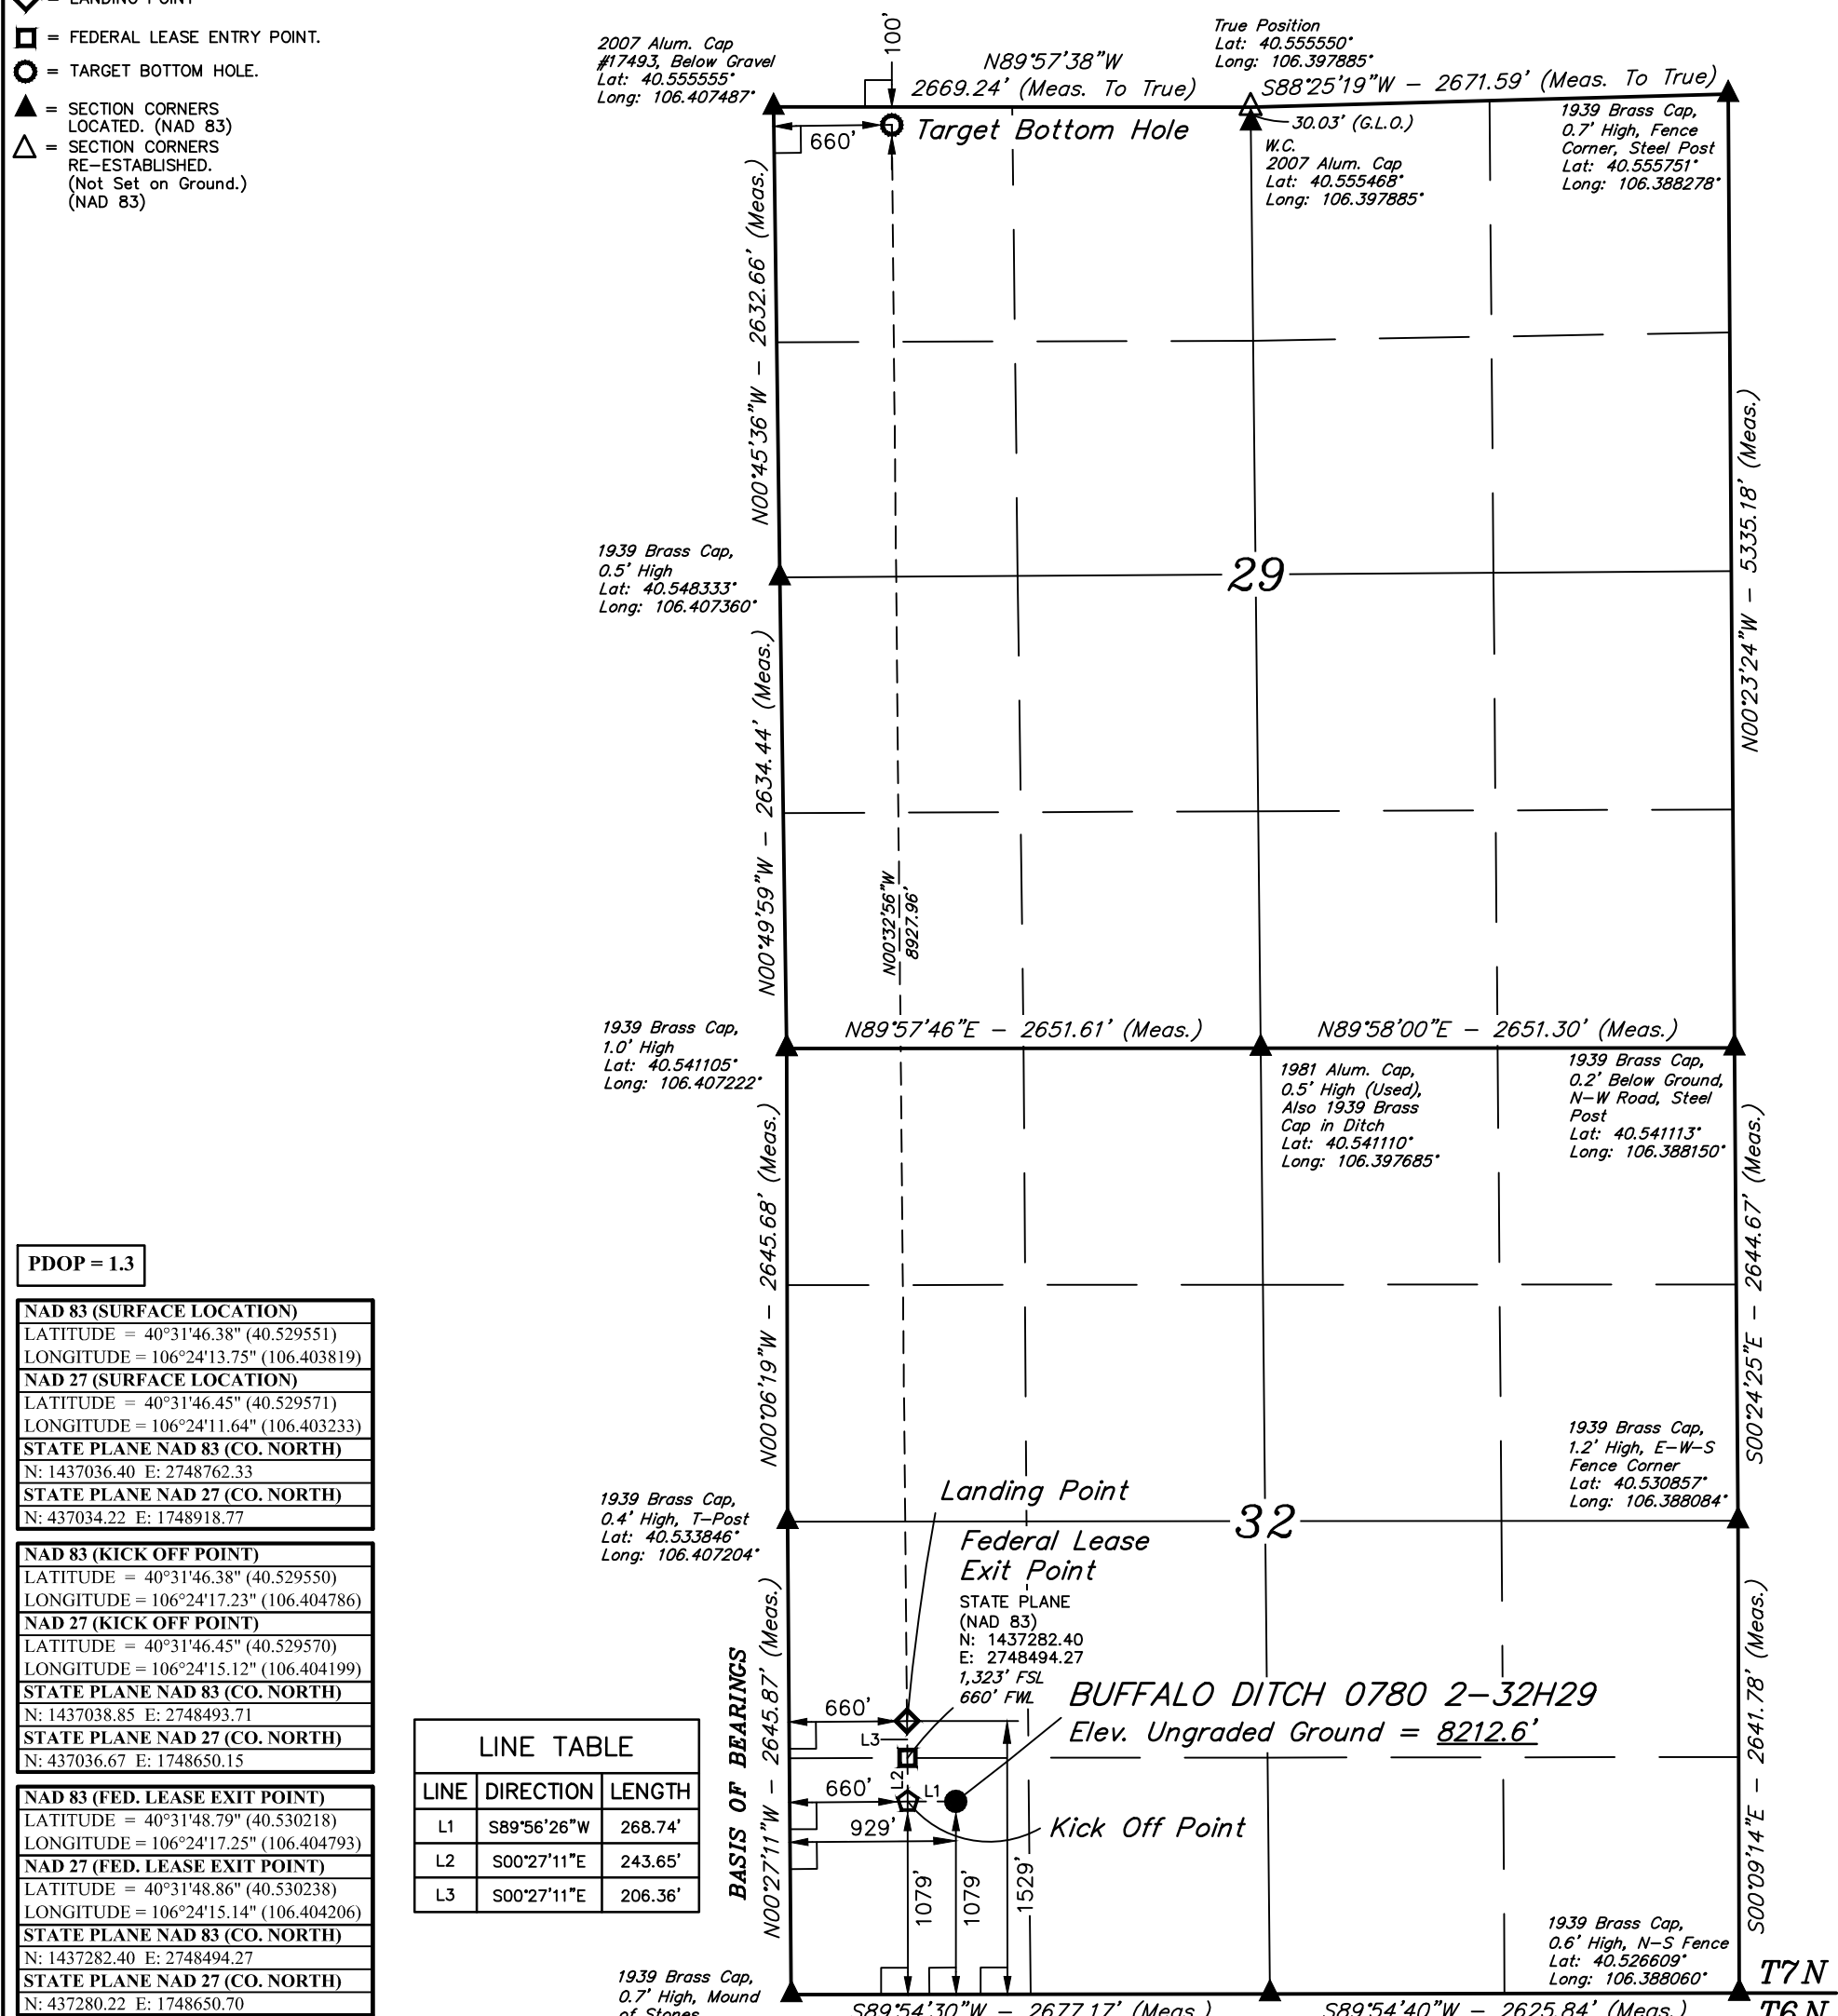 = LANDING POINT
= FEDERAL LEASE ENTRY POINT.
= TARGET BOTTOM HOLE.
= SECTION CORNERS
LOCATED. (NAD 83)
= SECTION CORNERS
RE-ESTABLISHED.
(Not Set on Ground.)
(NAD 83)
2007 Alum. Cap
#17493, Below Gravel
Lat: 40.555555°
Long: 106.407487°
100'
N89°57'38"W
2669.24' (Meas. To True)
True Position
Lat: 40.555550°
Long: 106.397885°
S88°25'19"W – 2671.59' (Meas. To True)
660'
Target Bottom Hole
30.03' (G.L.O.)
W.C.
2007 Alum. Cap
Lat: 40.555468°
Long: 106.397885°
1939 Brass Cap,
0.7' High, Fence
Corner, Steel Post
Lat: 40.555751°
Long: 106.388278°
N00°45'36"W – 2632.66' (Meas.)
N00°23'24"W – 5335.18' (Meas.)
1939 Brass Cap,
0.5' High
Lat: 40.548333°
Long: 106.407360°
29
N00°49'59"W – 2634.44' (Meas.)
N00°32'56"W
8927.96'
1939 Brass Cap,
1.0' High
Lat: 40.541105°
Long: 106.407222°
N89°57'46"E – 2651.61' (Meas.)
N89°58'00"E – 2651.30' (Meas.)
1981 Alum. Cap,
0.5' High (Used),
Also 1939 Brass
Cap in Ditch
Lat: 40.541110°
Long: 106.397685°
1939 Brass Cap,
0.2' Below Ground,
N–W Road, Steel
Post
Lat: 40.541113°
Long: 106.388150°
N00°06'19"W – 2645.68' (Meas.)
S00°24'25"E – 2644.67' (Meas.)
PDOP = 1.3
NAD 83 (SURFACE LOCATION)
LATITUDE = 40°31'46.38" (40.529551)
LONGITUDE = 106°24'13.75" (106.403819)
NAD 27 (SURFACE LOCATION)
LATITUDE = 40°31'46.45" (40.529571)
LONGITUDE = 106°24'11.64" (106.403233)
STATE PLANE NAD 83 (CO. NORTH)
N: 1437036.40 E: 2748762.33
STATE PLANE NAD 27 (CO. NORTH)
N: 437034.22 E: 1748918.77
NAD 83 (KICK OFF POINT)
LATITUDE = 40°31'46.38" (40.529550)
LONGITUDE = 106°24'17.23" (106.404786)
NAD 27 (KICK OFF POINT)
LATITUDE = 40°31'46.45" (40.529570)
LONGITUDE = 106°24'15.12" (106.404199)
STATE PLANE NAD 83 (CO. NORTH)
N: 1437038.85 E: 2748493.71
STATE PLANE NAD 27 (CO. NORTH)
N: 437036.67 E: 1748650.15
NAD 83 (FED. LEASE EXIT POINT)
LATITUDE = 40°31'48.79" (40.530218)
LONGITUDE = 106°24'17.25" (106.404793)
NAD 27 (FED. LEASE EXIT POINT)
LATITUDE = 40°31'48.86" (40.530238)
LONGITUDE = 106°24'15.14" (106.404206)
STATE PLANE NAD 83 (CO. NORTH)
N: 1437282.40 E: 2748494.27
STATE PLANE NAD 27 (CO. NORTH)
N: 437280.22 E: 1748650.70
1939 Brass Cap,
0.4' High, T–Post
Lat: 40.533846°
Long: 106.407204°
Landing Point
32
1939 Brass Cap,
1.2' High, E–W–S
Fence Corner
Lat: 40.530857°
Long: 106.388084°
Federal Lease
Exit Point
STATE PLANE
(NAD 83)
N: 1437282.40
E: 2748494.27
1,323' FSL
660' FWL
BUFFALO DITCH 0780 2–32H29
Elev. Ungraded Ground = 8212.6'
Kick Off Point
660'
L3
L2
L1
660'
929'
1079'
1079'
1529'
BASIS OF BEARINGS
N00°27'11"W – 2645.87' (Meas.)
S00°09'14"E – 2641.78' (Meas.)
LINE TABLE
LINE DIRECTION LENGTH
L1 S89°56'26"W 268.74'
L2 S00°27'11"E 243.65'
L3 S00°27'11"E 206.36'
1939 Brass Cap,
0.7' High, Mound
of Stones
1939 Brass Cap,
0.6' High, N–S Fence
Lat: 40.526609°
Long: 106.388060°
S89°54'30"W – 2677.17' (Meas.)
S89°54'40"W – 2625.84' (Meas.)
T7N
T6N